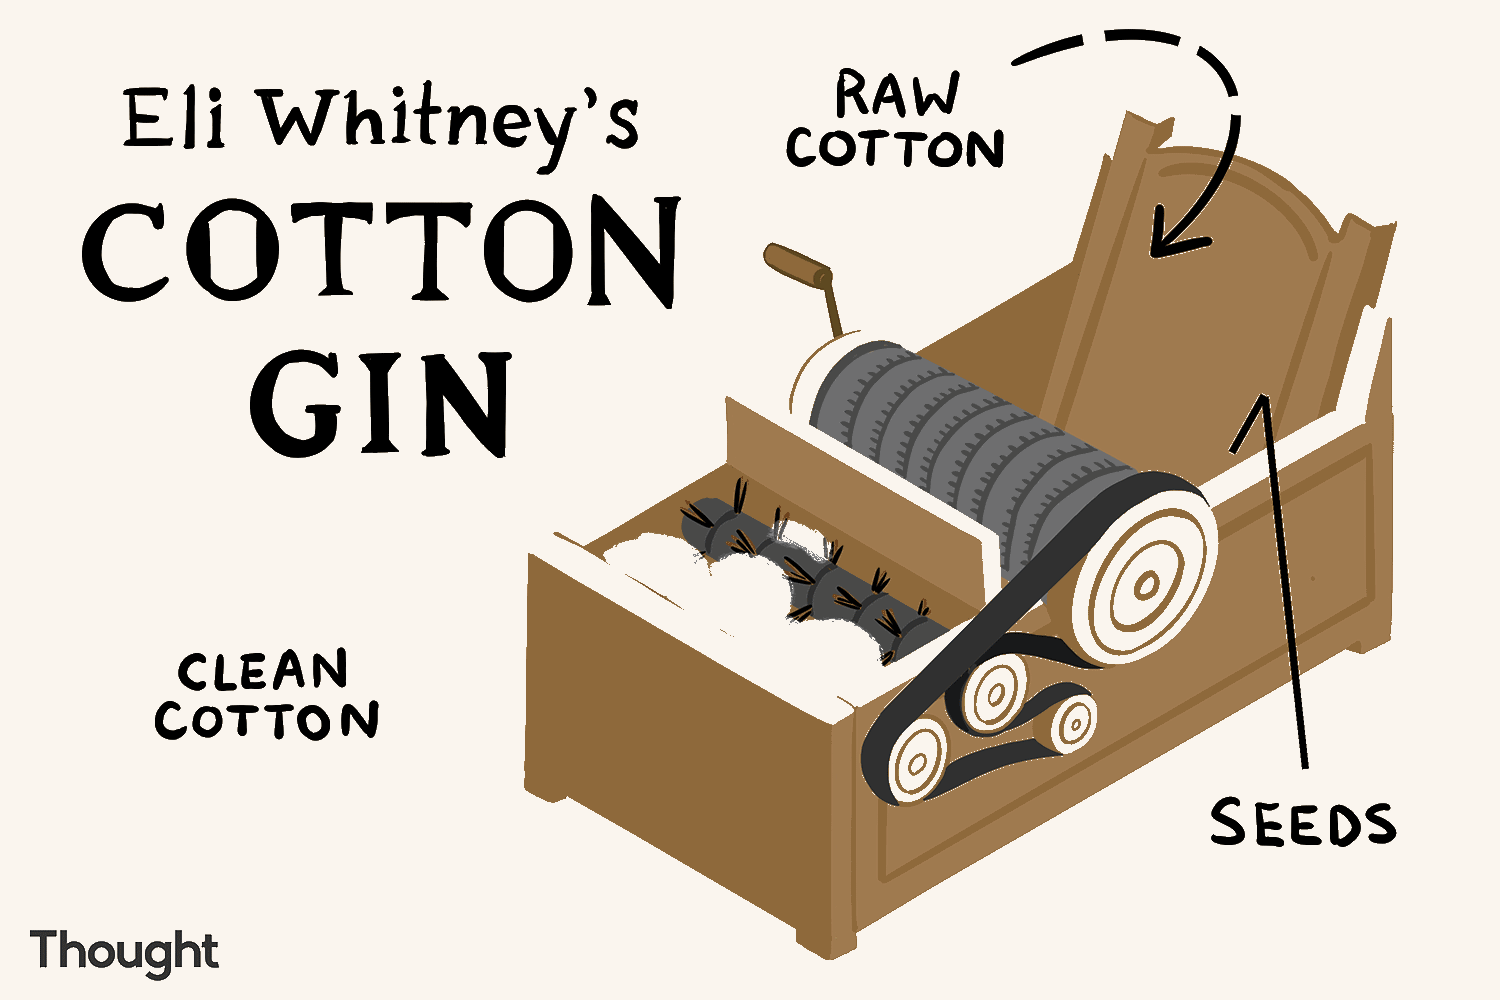 Eli Whitney's
COTTON
GIN
RAW
COTTON
CLEAN
COTTON
SEEDS
Thought